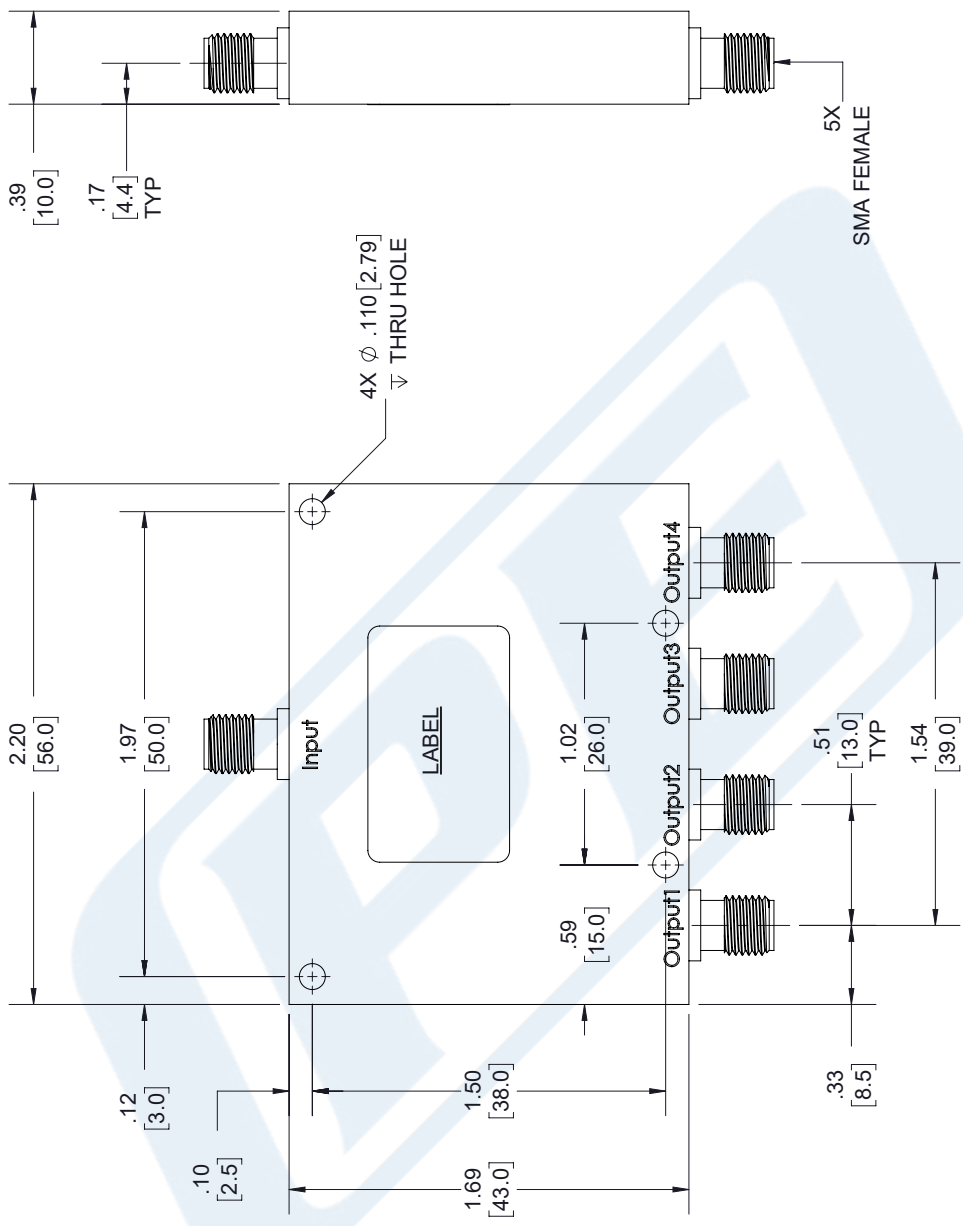 .39
[10.0]
.17
[4.4]
TYP
5X
SMA FEMALE
4X ⌀ .110 [2.79]
↧ THRU HOLE
2.20
[56.0]
1.97
[50.0]
.12
[3.0]
.10
[2.5]
1.50
[38.0]
1.69
[43.0]
Input
LABEL
1.02
[26.0]
.59
[15.0]
Output1
Output2
Output3
Output4
.51
[13.0]
TYP
1.54
[39.0]
.33
[8.5]
PE